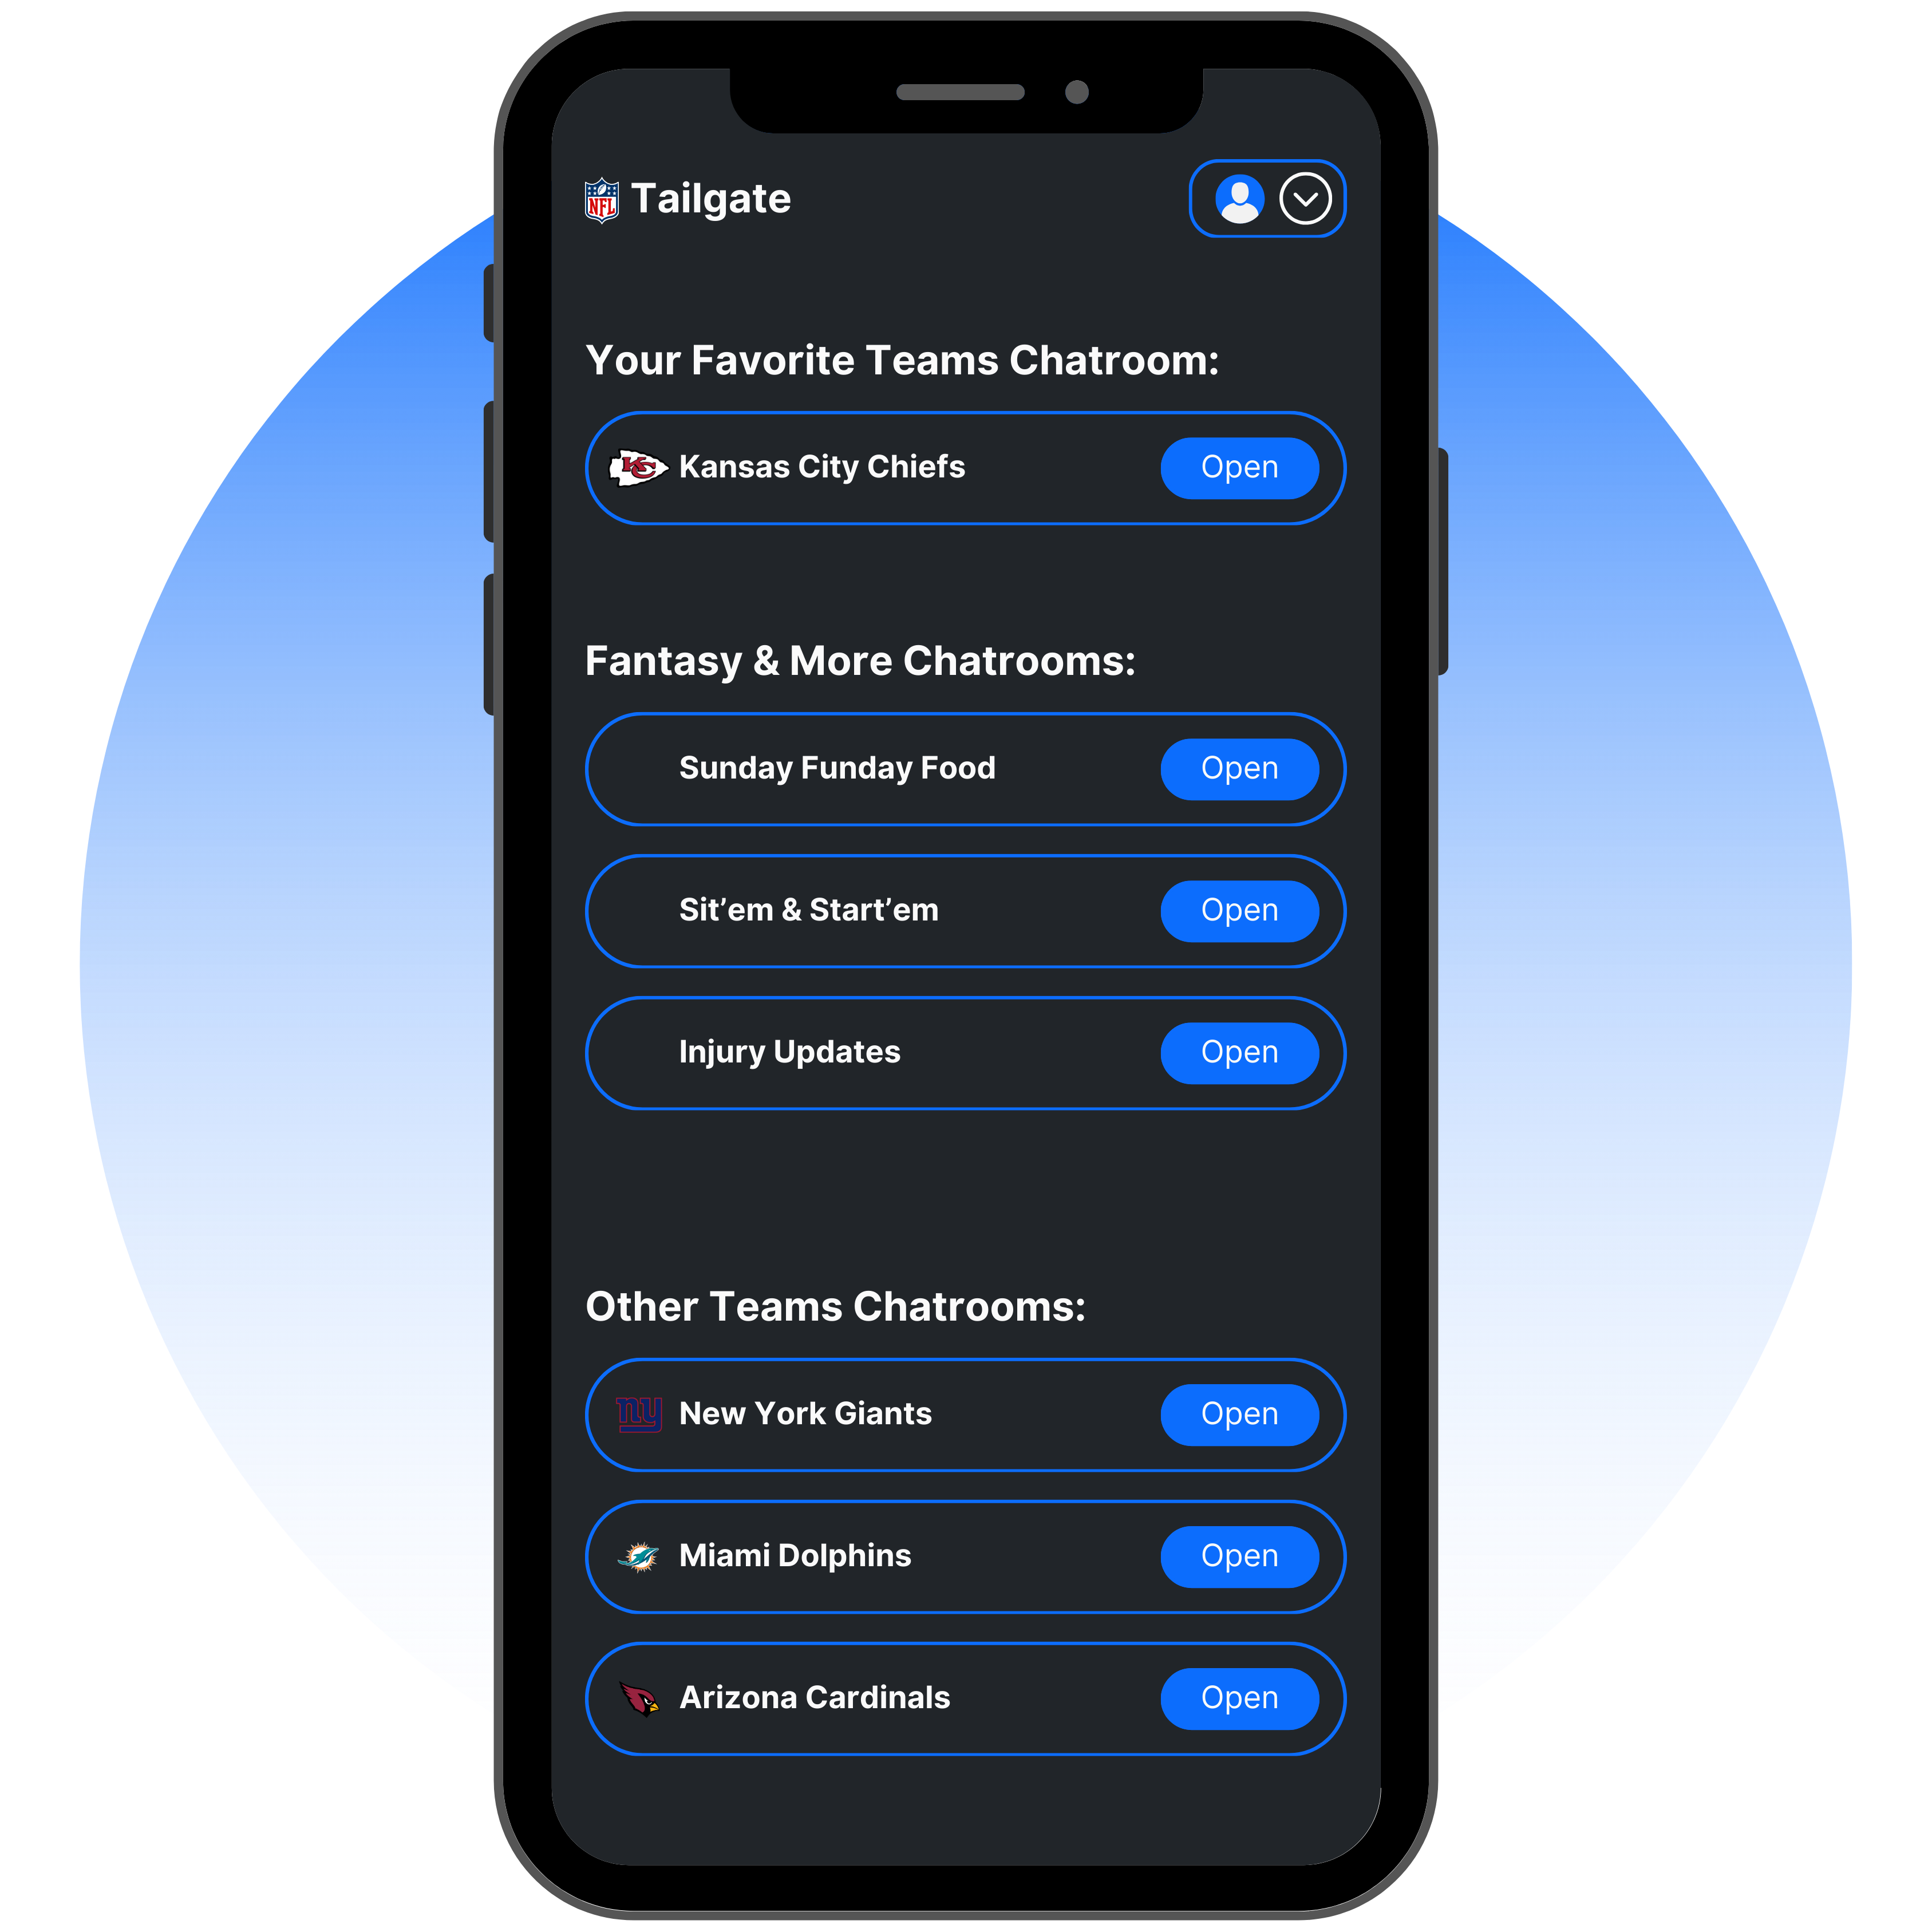 NFL Tailgate
Your Favorite Teams Chatroom:
KC Kansas City Chiefs Open
Fantasy & More Chatrooms:
Sunday Funday Food Open
Sit’em & Start’em Open
Injury Updates Open
Other Teams Chatrooms:
ny New York Giants Open
Miami Dolphins Open
Arizona Cardinals Open